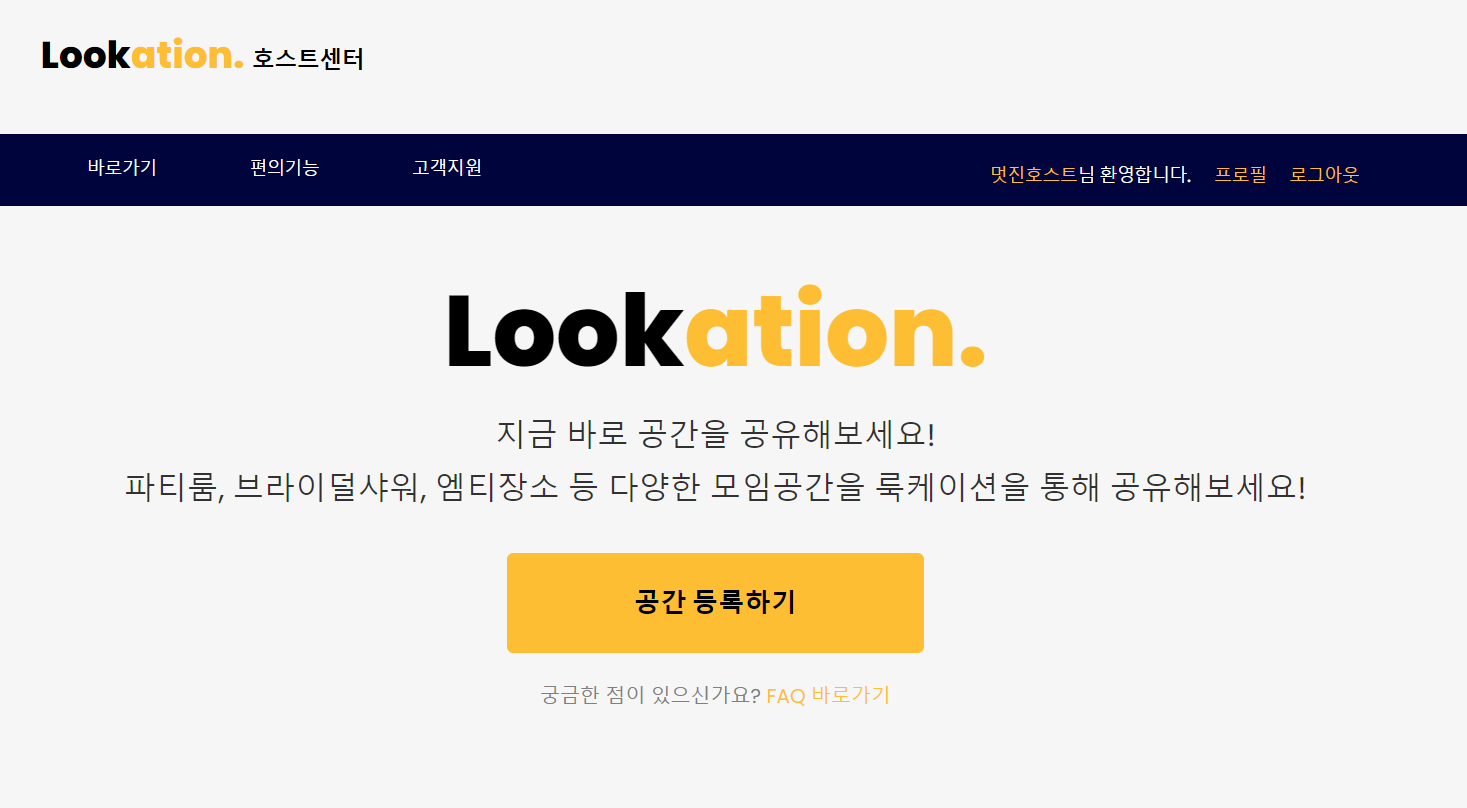 Lookation. 호스트센터
바로가기 편의기능 고객지원 멋진호스트님 환영합니다. 프로필 로그아웃
Lookation.
지금 바로 공간을 공유해보세요!
파티룸, 브라이덜샤워, 엠티장소 등 다양한 모임공간을 룩케이션을 통해 공유해보세요!
공간 등록하기
궁금한 점이 있으신가요? FAQ 바로가기